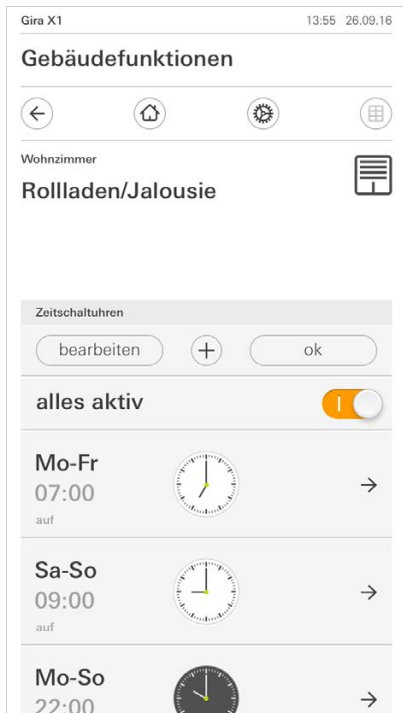 Gira X1 13:55 26.09.16
Gebäudefunktionen
Wohnzimmer
Rollladen/Jalousie
Zeitschaltuhren
bearbeiten + ok
alles aktiv
Mo-Fr
07:00
auf
Sa-So
09:00
auf
Mo-So
22:00